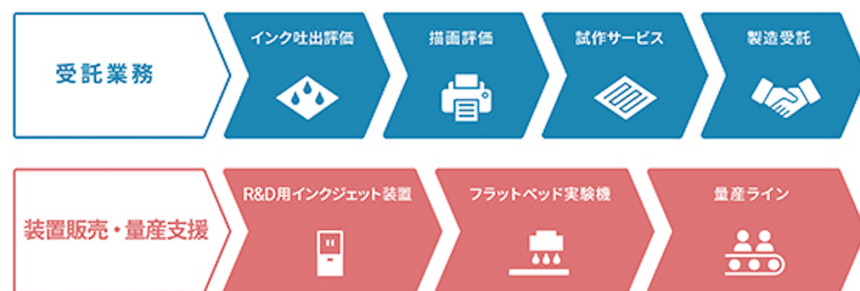 受託業務
インク吐出評価
描画評価
試作サービス
製造受託
装置販売・量産支援
R&D用インクジェット装置
フラットベッド実験機
量産ライン